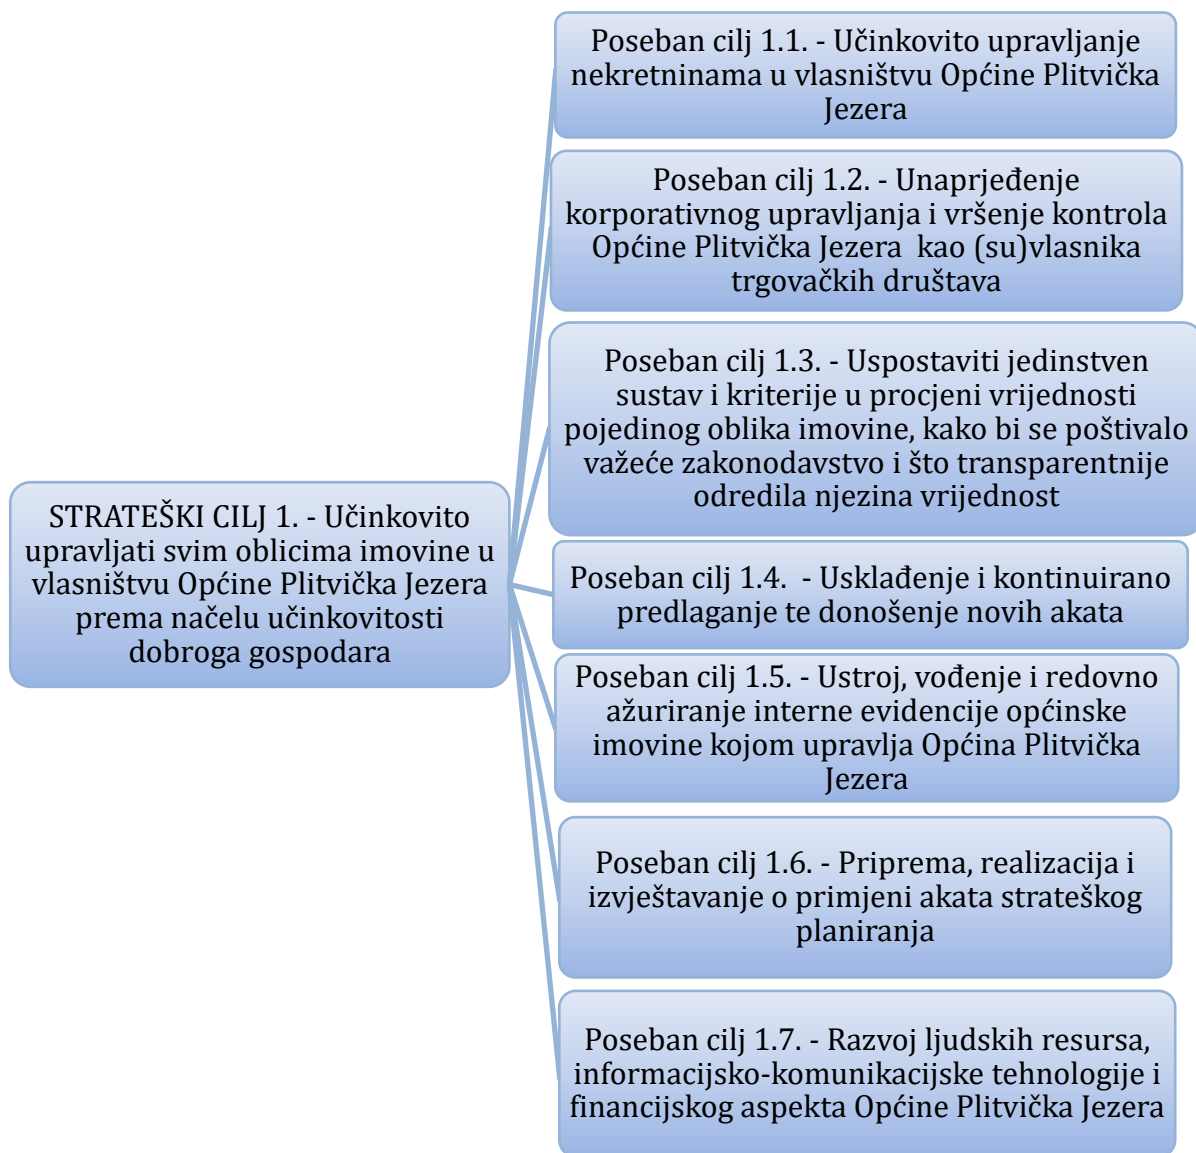 STRATEŠKI CILJ 1. - Učinkovito
upravljati svim oblicima imovine u
vlasništvu Općine Plitvička Jezera
prema načelu učinkovitosti
dobroga gospodara
Poseban cilj 1.1. - Učinkovito upravljanje
nekretninama u vlasništvu Općine Plitvička
Jezera
Poseban cilj 1.2. - Unaprjeđenje
korporativnog upravljanja i vršenje kontrola
Općine Plitvička Jezera  kao (su)vlasnika
trgovačkih društava
Poseban cilj 1.3. - Uspostaviti jedinstven
sustav i kriterije u procjeni vrijednosti
pojedinog oblika imovine, kako bi se poštivalo
važeće zakonodavstvo i što transparentnije
odredila njezina vrijednost
Poseban cilj 1.4.  - Usklađenje i kontinuirano
predlaganje te donošenje novih akata
Poseban cilj 1.5. - Ustroj, vođenje i redovno
ažuriranje interne evidencije općinske
imovine kojom upravlja Općina Plitvička
Jezera
Poseban cilj 1.6. - Priprema, realizacija i
izvještavanje o primjeni akata strateškog
planiranja
Poseban cilj 1.7. - Razvoj ljudskih resursa,
informacijsko-komunikacijske tehnologije i
financijskog aspekta Općine Plitvička Jezera